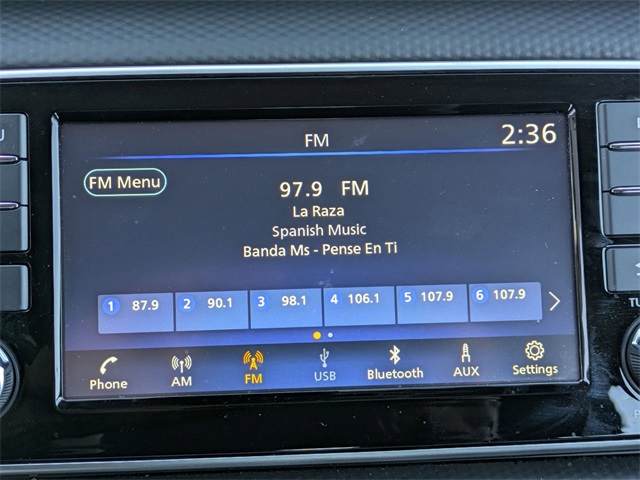 FM
2:36
FM Menu
97.9 FM
La Raza
Spanish Music
Banda Ms - Pense En Ti
1 87.9 2 90.1 3 98.1 4 106.1 5 107.9 6 107.9
Phone AM FM USB Bluetooth AUX Settings